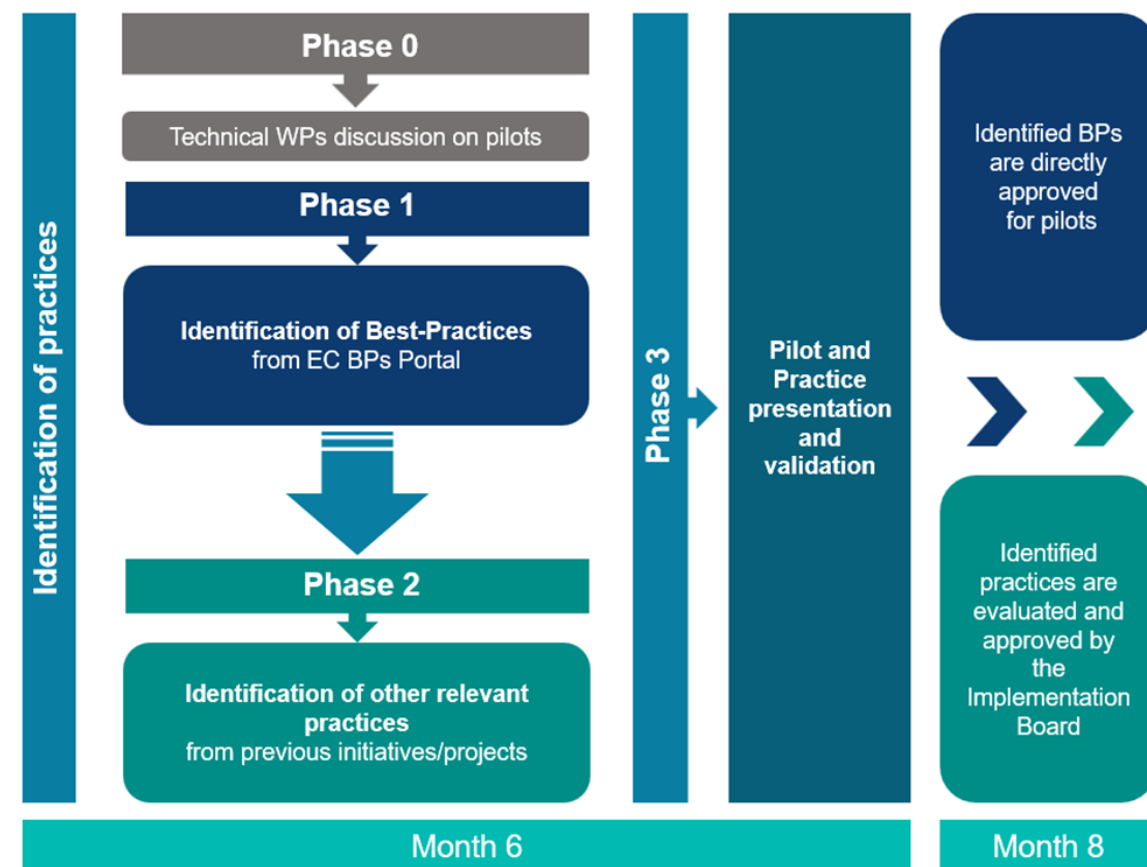 Identification of practices
Phase 0
Technical WPs discussion on pilots
Phase 1
Identification of Best-Practices
from EC BPs Portal
Phase 2
Identification of other relevant
practices
from previous initiatives/projects
Phase 3
Pilot and
Practice
presentation
and
validation
Identified BPs
are directly
approved
for pilots
Identified
practices are
evaluated and
approved by
the
Implementation
Board
Month 6
Month 8